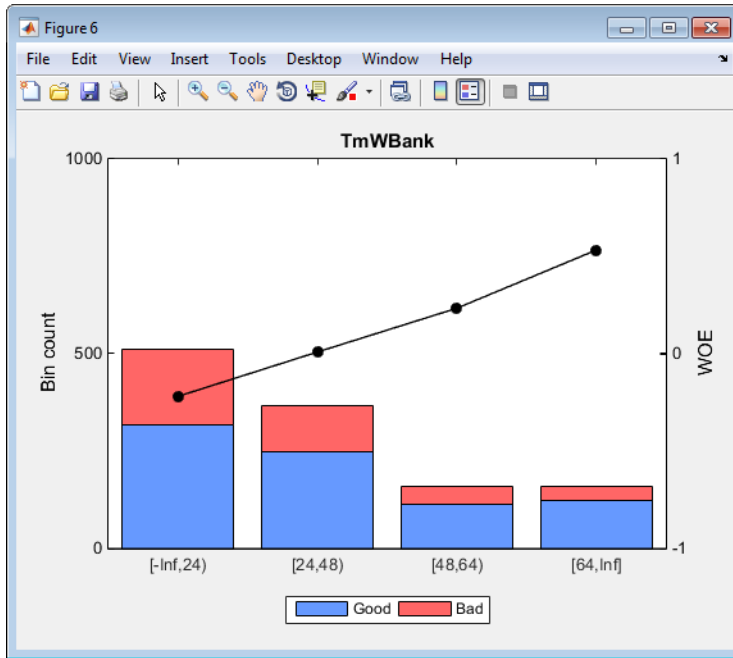 Figure 6
File Edit View Insert Tools Desktop Window Help
TmWBank
1000
500
0
Bin count
1
0
-1
WOE
[-Inf,24) [24,48) [48,64) [64,Inf]
Good Bad